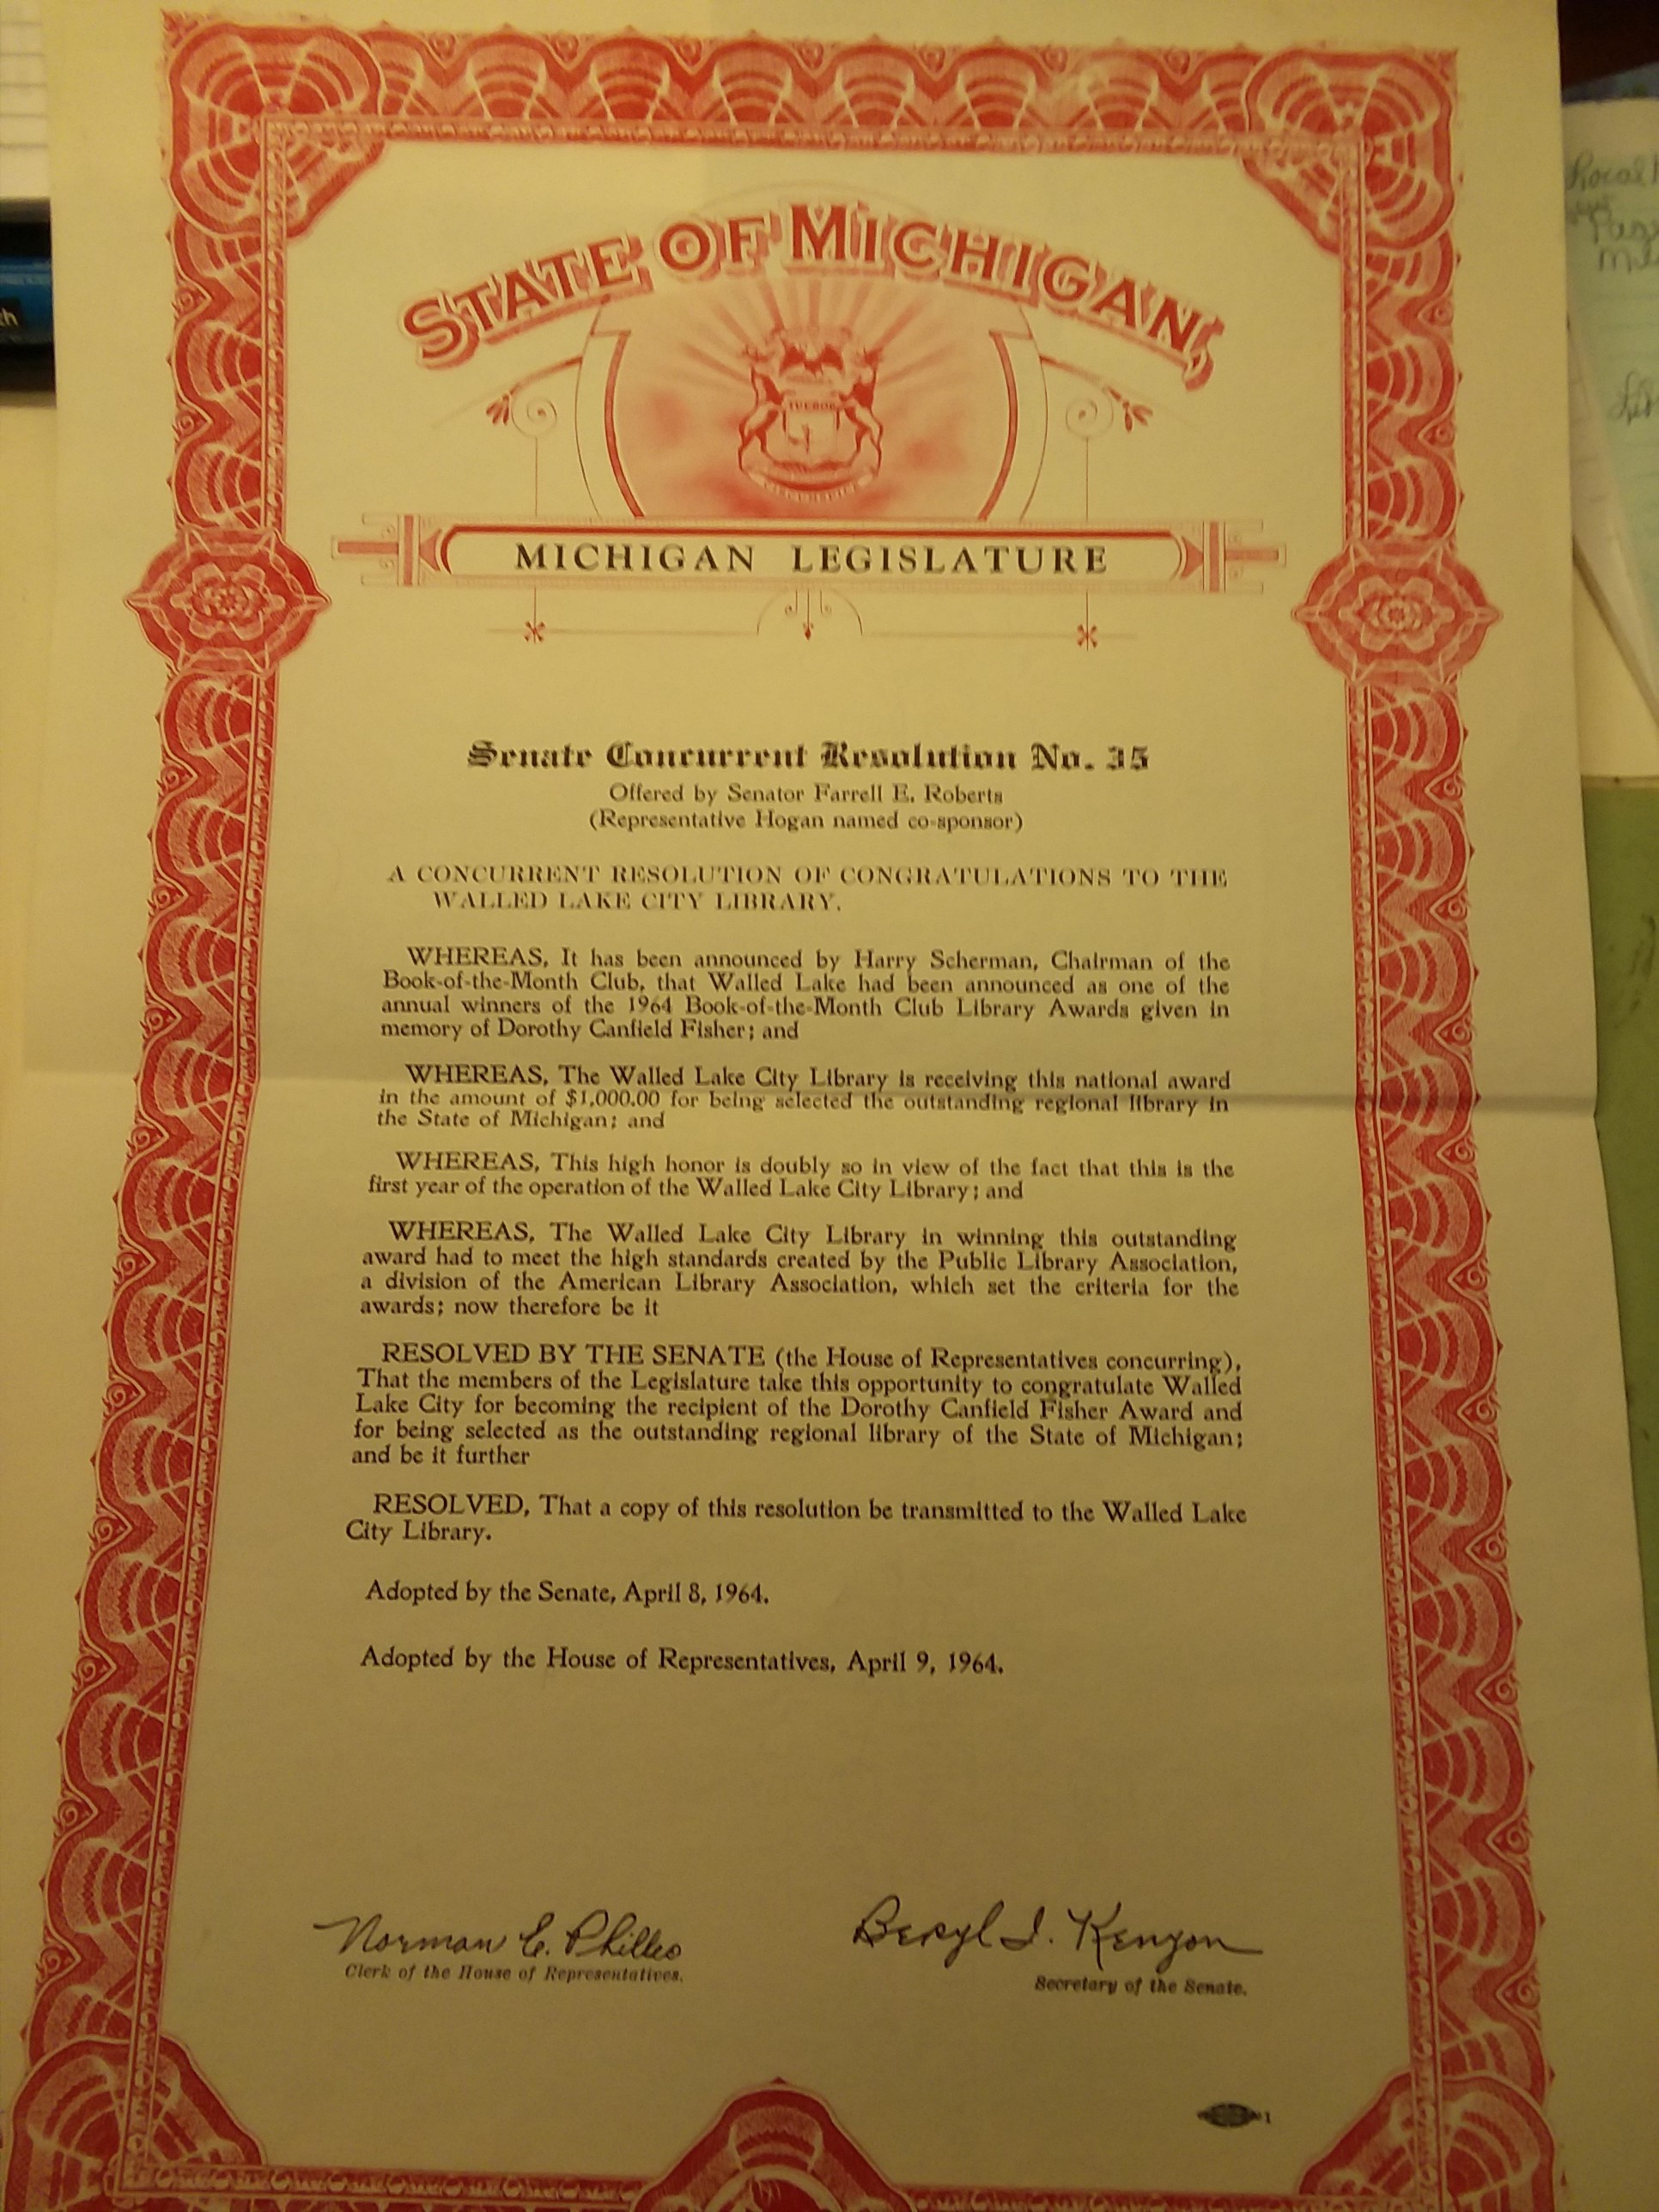 STATE OF MICHIGAN,
TUEBOR
MICHIGAN LEGISLATURE
Senate Concurrent Resolution No. 35
Offered by Senator Farrell E. Roberts
(Representative Hogan named co-sponsor)
A CONCURRENT RESOLUTION OF CONGRATULATIONS TO THE
WALLED LAKE CITY LIBRARY.
WHEREAS, It has been announced by Harry Scherman, Chairman of the
Book-of-the-Month Club, that Walled Lake had been announced as one of the
annual winners of the 1964 Book-of-the-Month Club Library Awards given in
memory of Dorothy Canfield Fisher; and
WHEREAS, The Walled Lake City Library is receiving this national award
in the amount of $1,000.00 for being selected the outstanding regional library in
the State of Michigan; and
WHEREAS, This high honor is doubly so in view of the fact that this is the
first year of the operation of the Walled Lake City Library; and
WHEREAS, The Walled Lake City Library in winning this outstanding
award had to meet the high standards created by the Public Library Association,
a division of the American Library Association, which set the criteria for the
awards; now therefore be it
RESOLVED BY THE SENATE (the House of Representatives concurring),
That the members of the Legislature take this opportunity to congratulate Walled
Lake City for becoming the recipient of the Dorothy Canfield Fisher Award and
for being selected as the outstanding regional library of the State of Michigan;
and be it further
RESOLVED, That a copy of this resolution be transmitted to the Walled Lake
City Library.
Adopted by the Senate, April 8, 1964.
Adopted by the House of Representatives, April 9, 1964.
Norman E. Philleo
Clerk of the House of Representatives.
Beryl I. Kenyon
Secretary of the Senate.
1